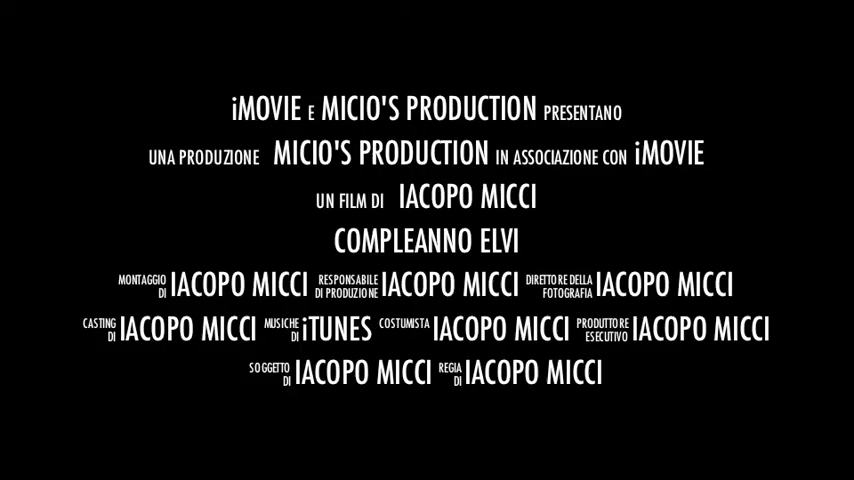 iMOVIE E MICIO'S PRODUCTION PRESENTANO
UNA PRODUZIONE MICIO'S PRODUCTION IN ASSOCIAZIONE CON iMOVIE
UN FILM DI IACOPO MICCI
COMPLEANNO ELVI
MONTAGGIO DI IACOPO MICCI RESPONSABILE DI PRODUZIONE IACOPO MICCI DIRETTORE DELLA FOTOGRAFIA IACOPO MICCI
CASTING DI IACOPO MICCI MUSICHE DI iTUNES COSTUMISTA IACOPO MICCI PRODUTTORE ESECUTIVO IACOPO MICCI
SOGGETTO DI IACOPO MICCI REGIA DI IACOPO MICCI